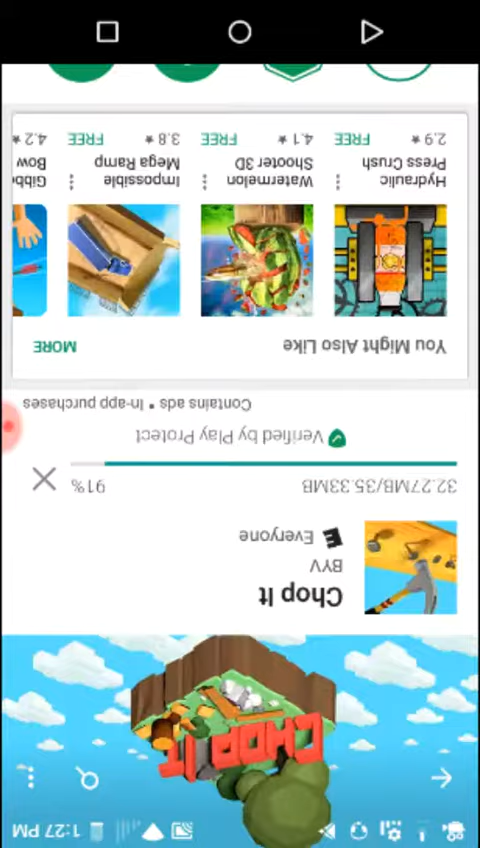 1:27 PM
CHOP IT
Chop It
BYV
E Everyone
32.27MB/35.33MB 91%
Verified by Play Protect
Contains ads • In-app purchases
You Might Also Like MORE
Hydraulic Press Crush
2.9 ★ FREE
Watermelon Shooter 3D
4.1 ★ FREE
Impossible Mega Ramp
3.8 ★ FREE
Bow
4.2 ★